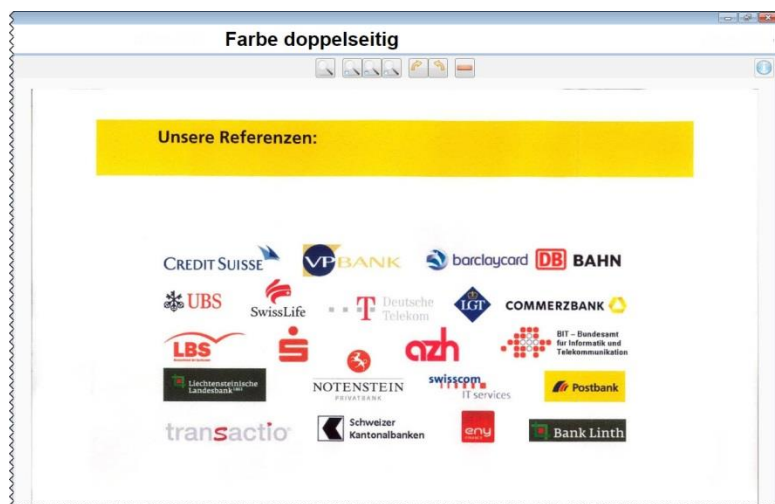 Farbe doppelseitig
Unsere Referenzen:
CREDIT SUISSE VP BANK barclaycard DB BAHN
UBS SwissLife T Deutsche Telekom LGT COMMERZBANK
LBS S azh BIT – Bundesamt
für Informatik und
Telekommunikation
Liechtensteinische
Landesbank 1861
NOTENSTEIN
PRIVATBANK
swisscom
IT services
Postbank
transactio
Schweizer
Kantonalbanken
eny
FINANCE
Bank Linth